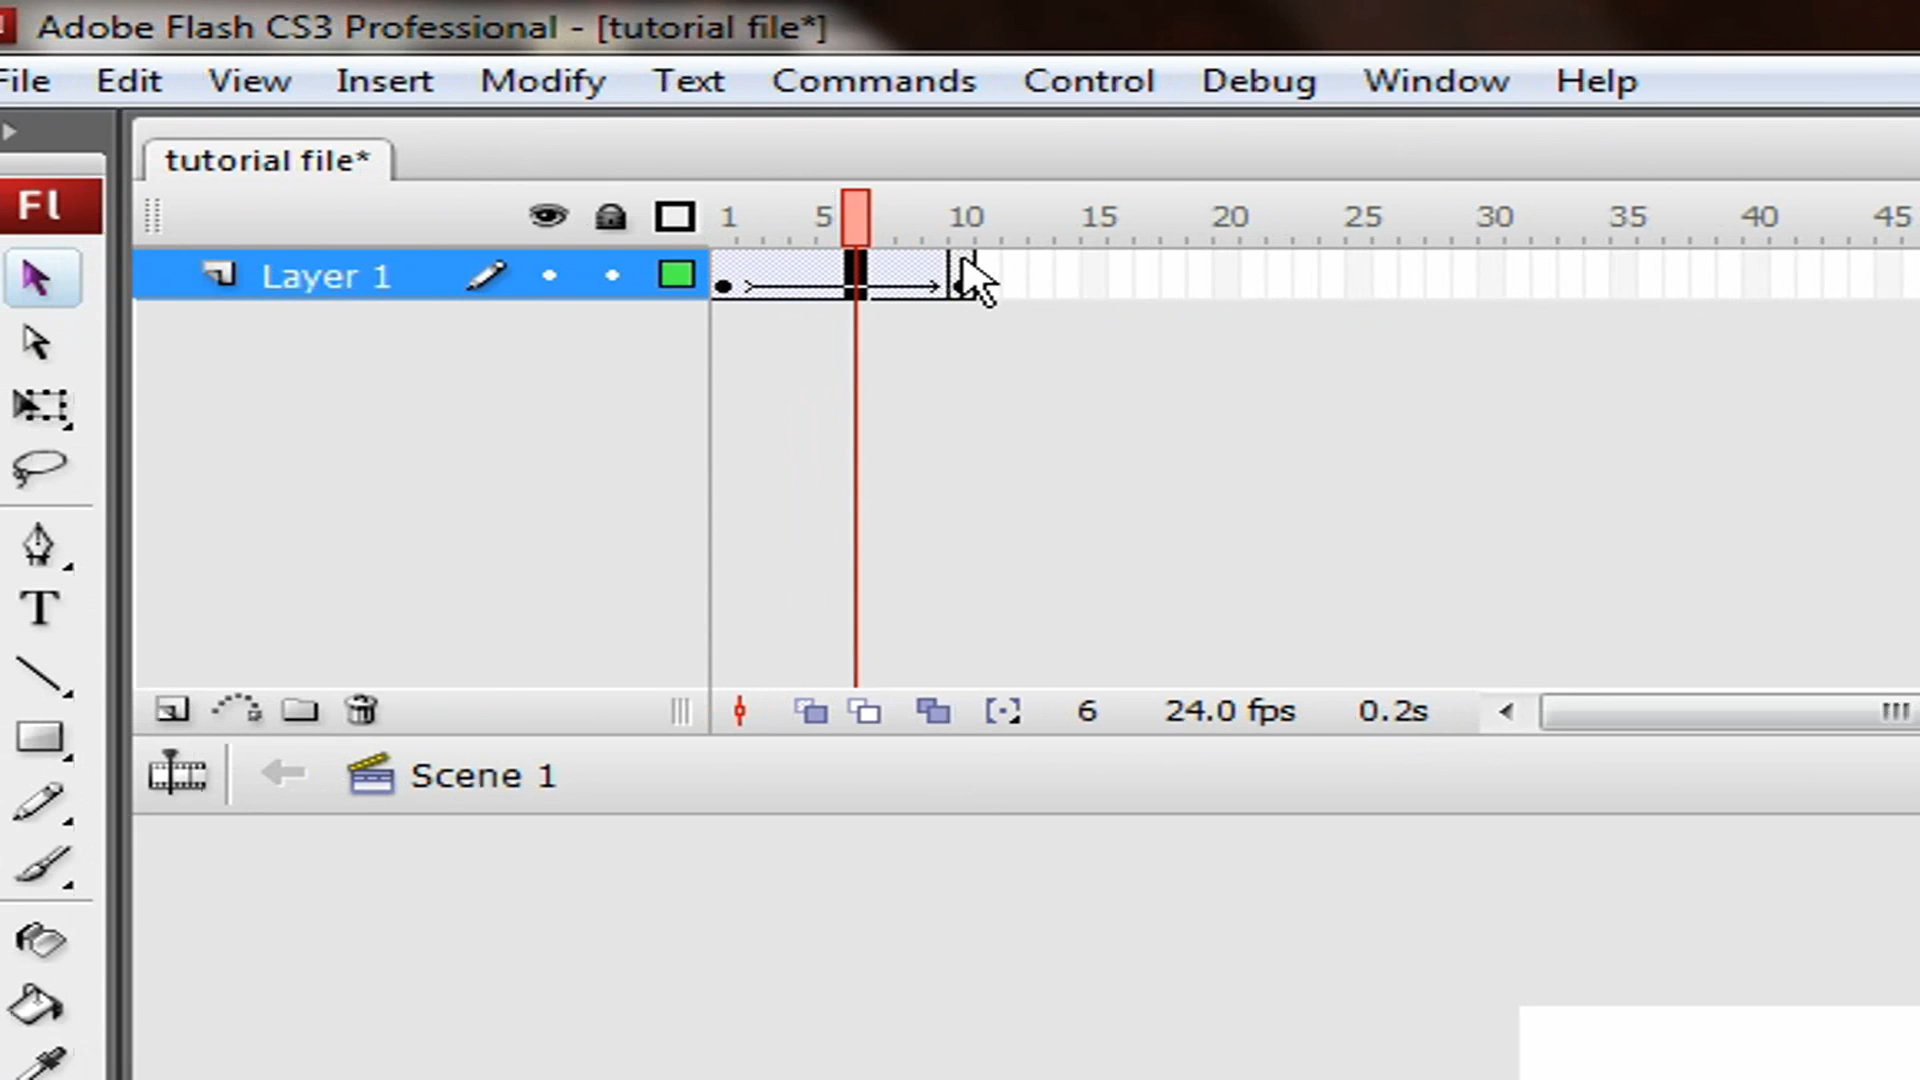 Adobe Flash CS3 Professional - [tutorial file*]
File Edit View Insert Modify Text Commands Control Debug Window Help
tutorial file*
Fl
1 5 10 15 20 25 30 35 40 45
Layer 1
T
6 24.0 fps 0.2s
Scene 1